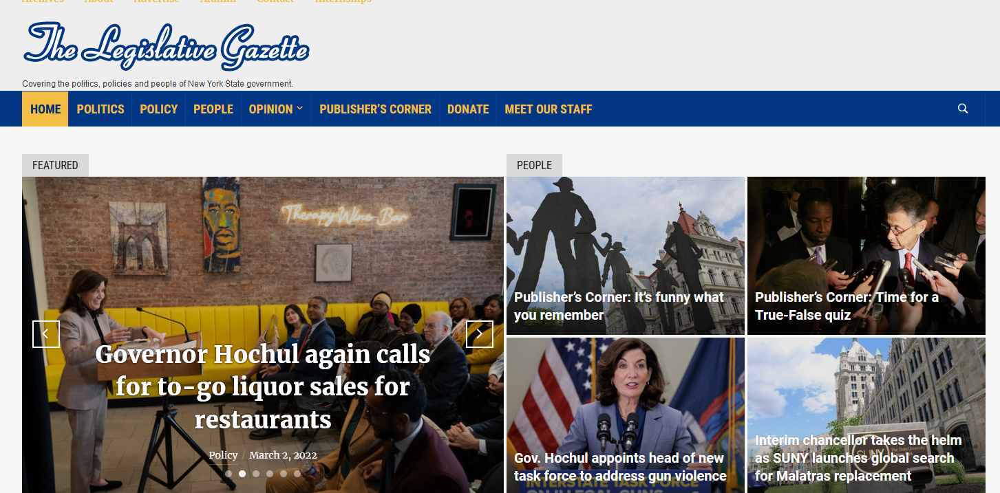 Archives About Advertise Alumni Contact Internships
The Legislative Gazette
Covering the politics, policies and people of New York State government.
HOME POLITICS POLICY PEOPLE OPINION PUBLISHER’S CORNER DONATE MEET OUR STAFF
FEATURED
Therapy Wine Bar
Governor Hochul again calls
for to-go liquor sales for
restaurants
Policy / March 2, 2022
PEOPLE
Publisher’s Corner: It’s funny what
you remember
Publisher’s Corner: Time for a
True-False quiz
Gov. Hochul appoints head of new
task force to address gun violence
INTERSTATE TASK FORCE
ON ILLEGAL GUNS
Interim chancellor takes the helm
as SUNY launches global search
for Malatras replacement
SUNY
The State University